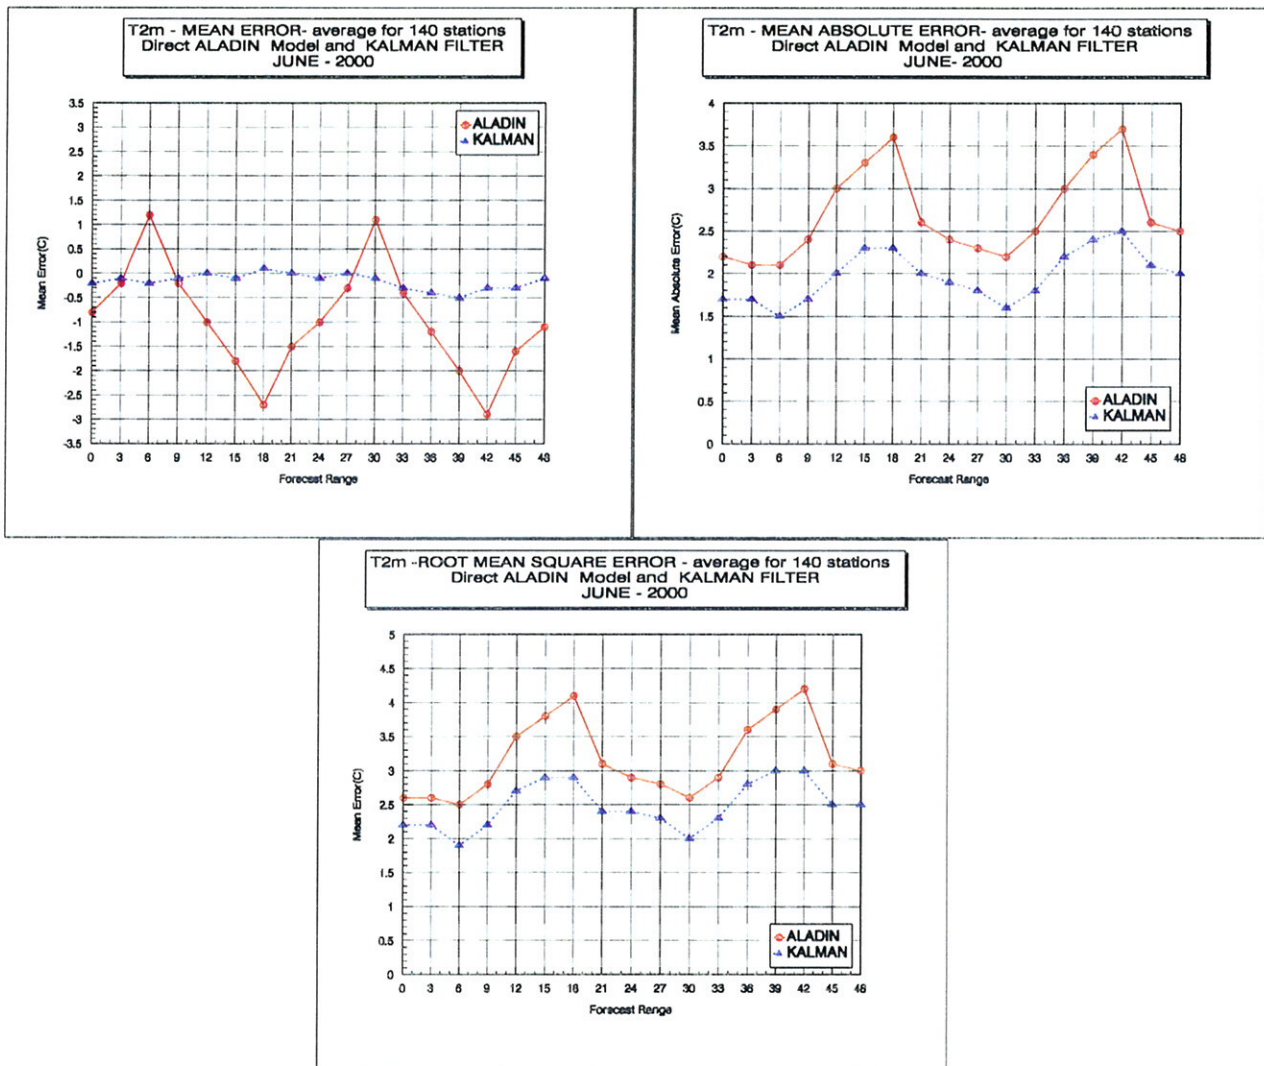 T2m - MEAN ERROR- average for 140 stations
Direct ALADIN Model and KALMAN FILTER
JUNE - 2000
3.5
3
2.5
2
1.5
1
0.5
0
-0.5
-1
-1.5
-2
-2.5
-3
-3.5
Mean Error(C)
ALADIN
KALMAN
0 3 6 9 12 15 18 21 24 27 30 33 36 39 42 45 48
Forecast Range
T2m - MEAN ABSOLUTE ERROR- average for 140 stations
Direct ALADIN Model and KALMAN FILTER
JUNE- 2000
4
3.5
3
2.5
2
1.5
1
0.5
0
Mean Absolute Error(C)
ALADIN
KALMAN
0 3 6 9 12 15 18 21 24 27 30 33 36 39 42 45 48
Forecast Range
T2m -ROOT MEAN SQUARE ERROR - average for 140 stations
Direct ALADIN Model and KALMAN FILTER
JUNE - 2000
5
4.5
4
3.5
3
2.5
2
1.5
1
0.5
0
Mean Error(C)
ALADIN
KALMAN
0 3 6 9 12 15 18 21 24 27 30 33 36 39 42 45 48
Forecast Range